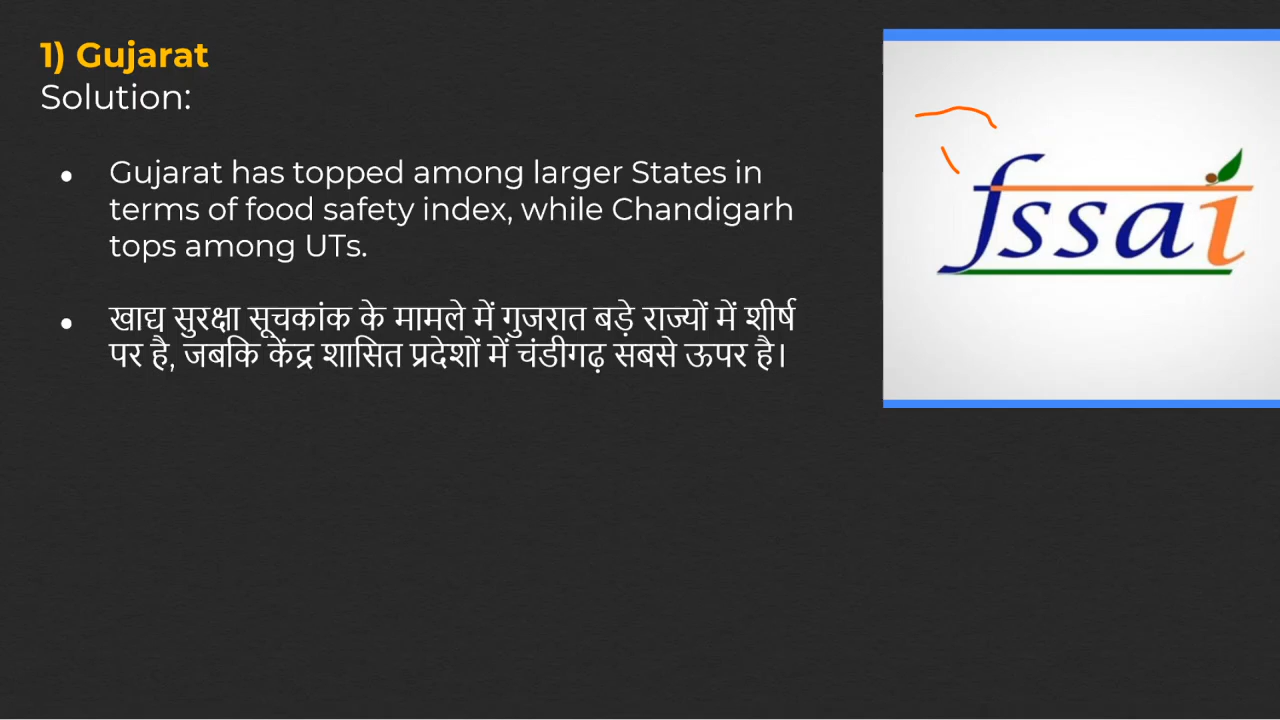 1) Gujarat
Solution:
● Gujarat has topped among larger States in
terms of food safety index, while Chandigarh
tops among UTs.
● खाद्य सुरक्षा सूचकांक के मामले में गुजरात बड़े राज्यों में शीर्ष
पर है, जबकि केंद्र शासित प्रदेशों में चंडीगढ़ सबसे ऊपर है।
fssai